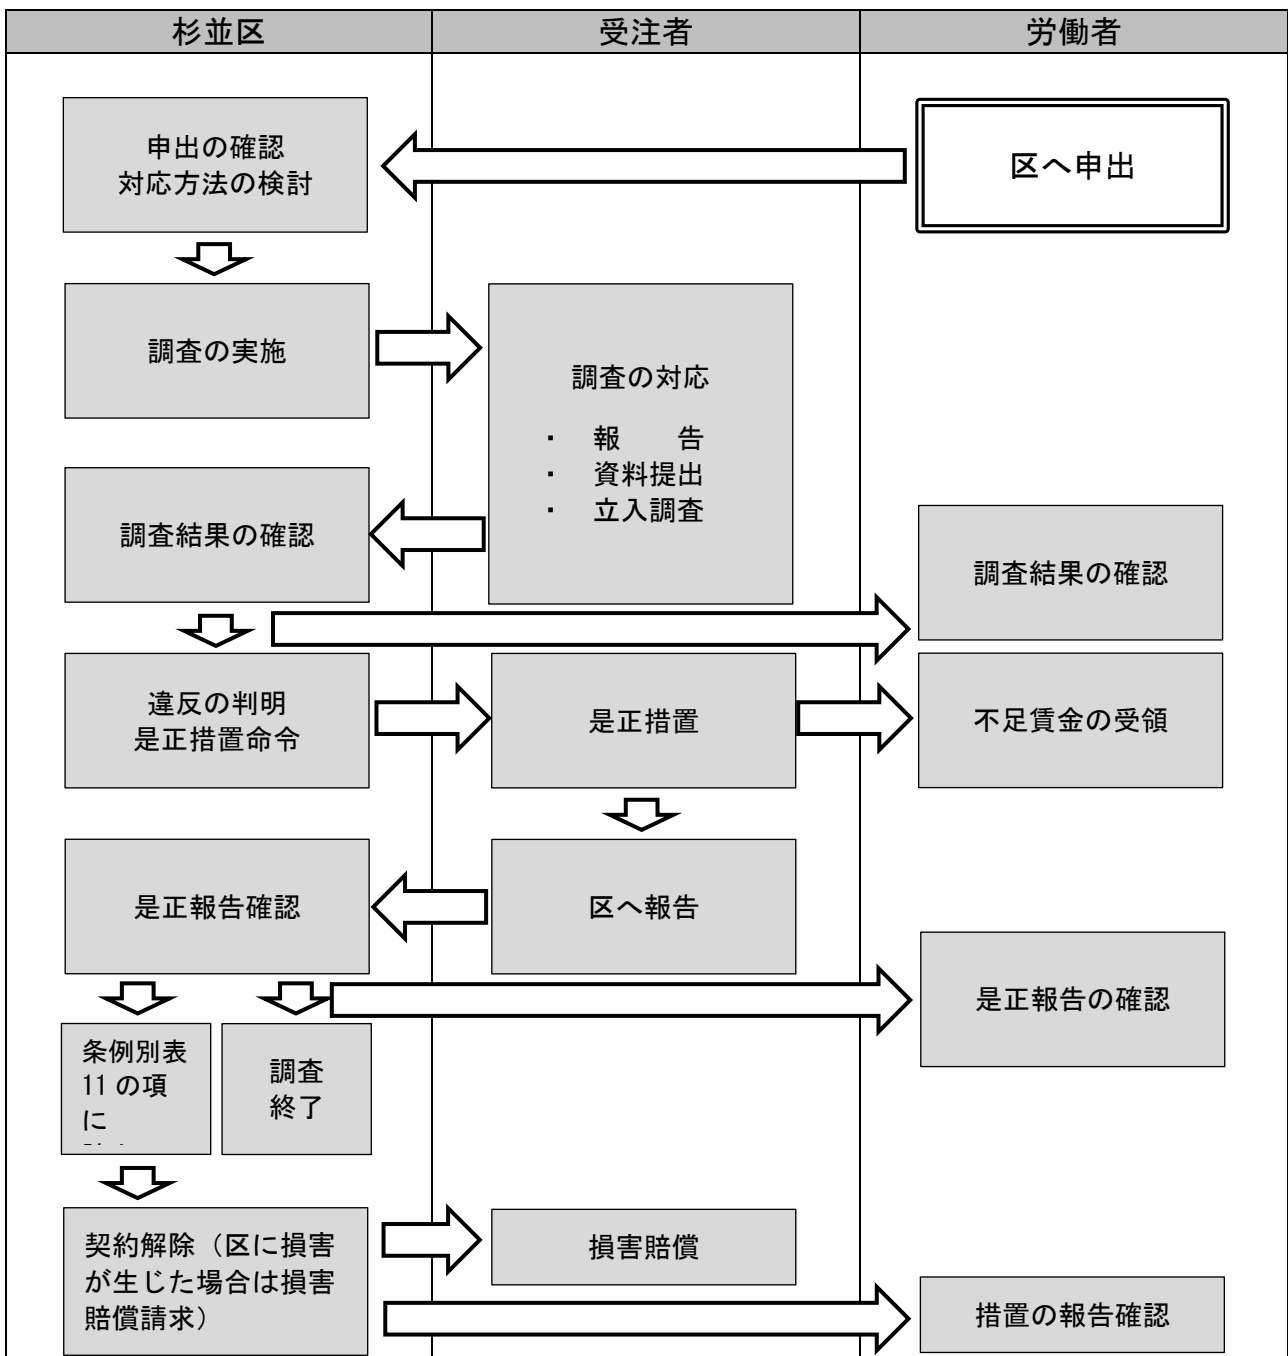 杉並区
受注者
労働者
申出の確認
対応方法の検討
区へ申出
調査の実施
調査の対応
・ 報　　告
・ 資料提出
・ 立入調査
調査結果の確認
調査結果の確認
違反の判明
是正措置命令
是正措置
不足賃金の受領
是正報告確認
区へ報告
是正報告の確認
条例別表
11の項
に
調査
終了
契約解除（区に損害
が生じた場合は損害
賠償請求）
損害賠償
措置の報告確認